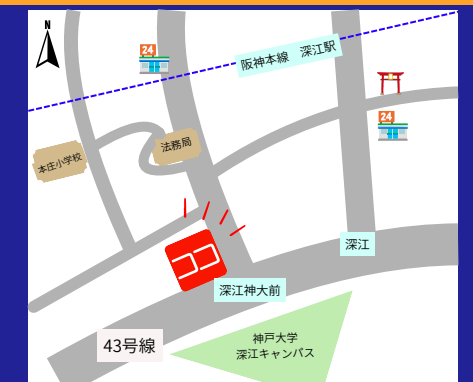 N
24
阪神本線 深江駅
24
本庄小学校
法務局
深江
深江神大前
43号線
神戸大学
深江キャンパス